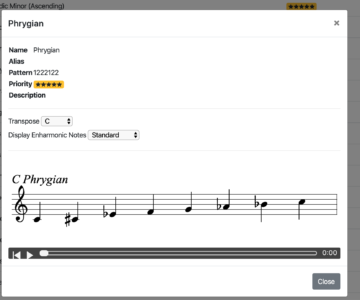 dic Minor (Ascending) ★★★★★
Phrygian ×
Name Phrygian
Alias
Pattern 1222122
Priority ★★★★★
Description
Transpose C
Display Enharmonic Notes Standard
C Phrygian
0:00
Close